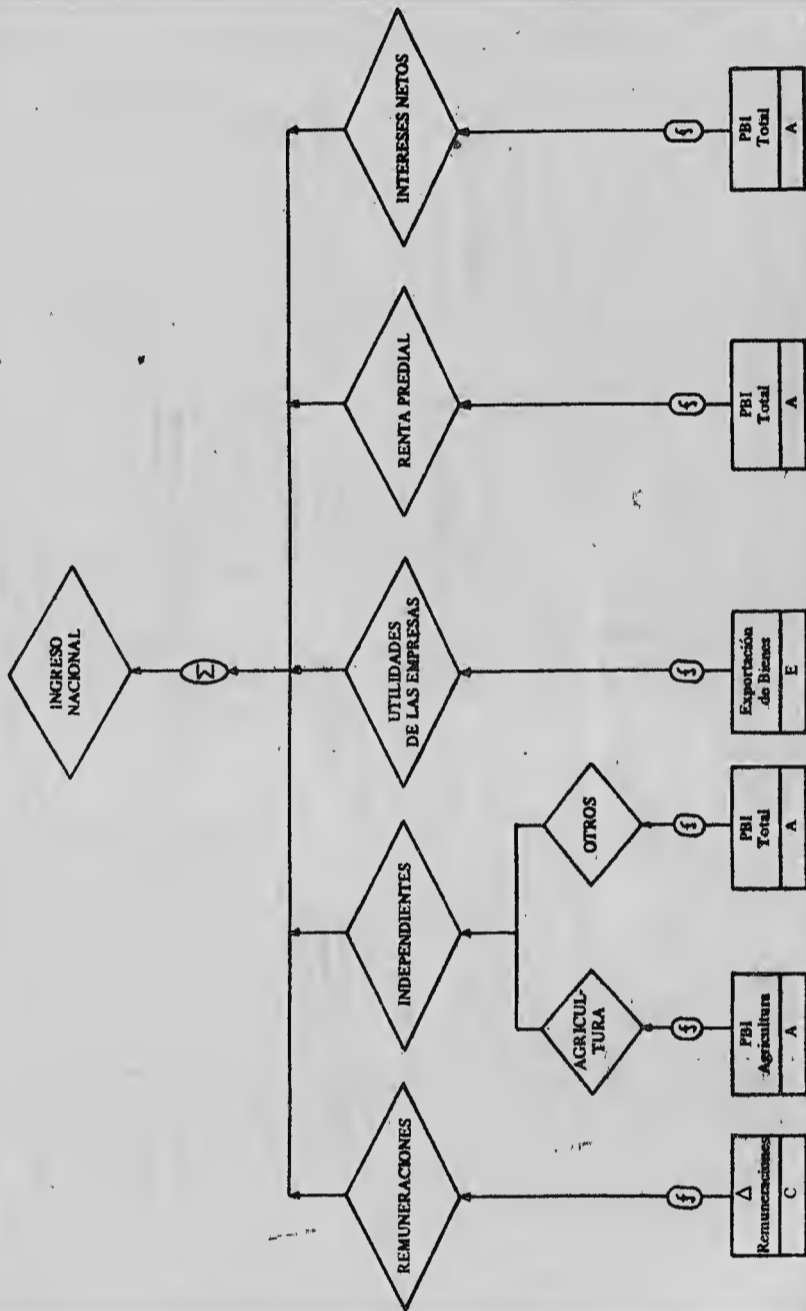 INGRESO
NACIONAL
Σ
REMUNERACIONES
INDEPENDIENTES
UTILIDADES
DE LAS EMPRESAS
RENTA PREDIAL
INTERESES NETOS
AGRICUL-
TURA
OTROS
f
f
f
f
f
f
Δ
Remuneraciones
C
PBI
Agricultura
A
PBI
Total
A
Exportación
de Bienes
E
PBI
Total
A
PBI
Total
A